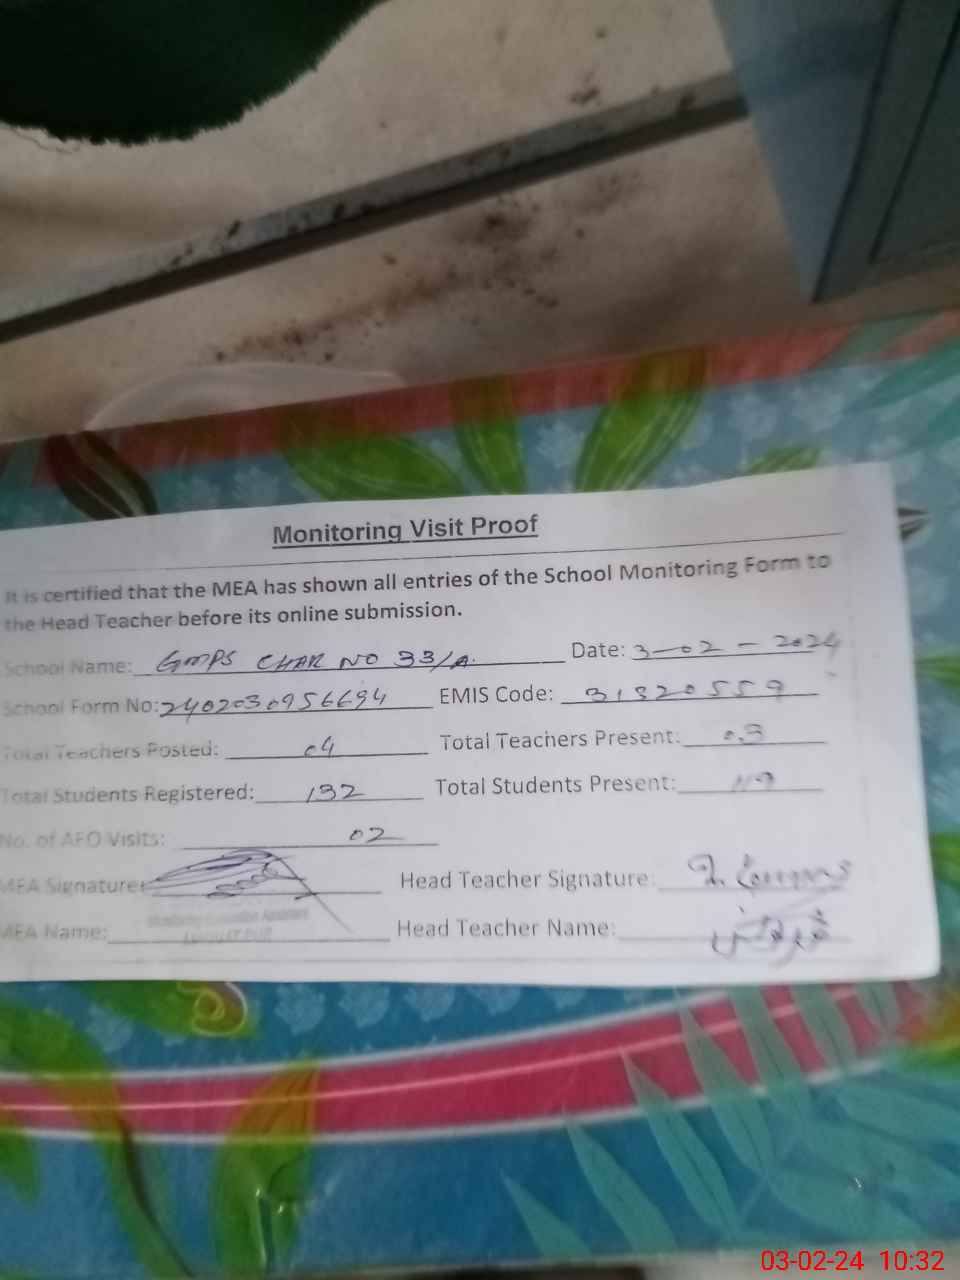 Monitoring Visit Proof
It is certified that the MEA has shown all entries of the School Monitoring Form to
the Head Teacher before its online submission.
School Name: GMPS CHAK NO 33/A. Date: 3-02-2024
School Form No: 2402030956694 EMIS Code: 31320559
Total Teachers Posted: 04 Total Teachers Present: 03
Total Students Registered: 132 Total Students Present: 119
No. of AEO Visits: 02
MEA Signature: Head Teacher Signature:
Monitoring Evaluation Assistant
MEA Name: Head Teacher Name:
03-02-24 10:32